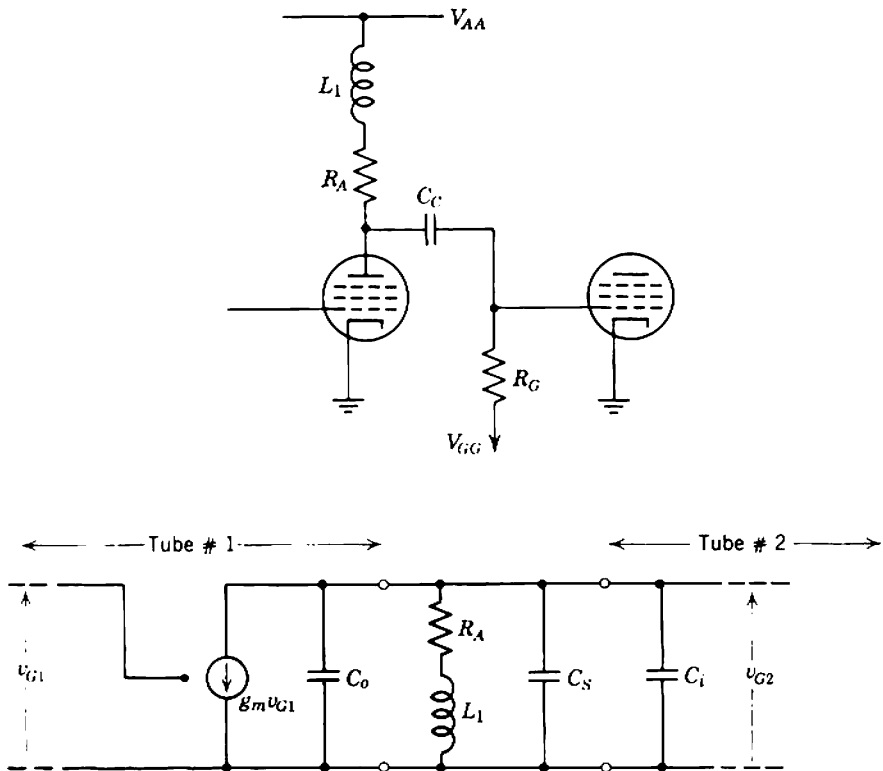 V_AA
L_1
R_A
C_C
R_G
V_GG
Tube # 1
Tube # 2
v_G1
g_m v_G1
C_o
R_A
L_1
C_S
C_i
v_G2